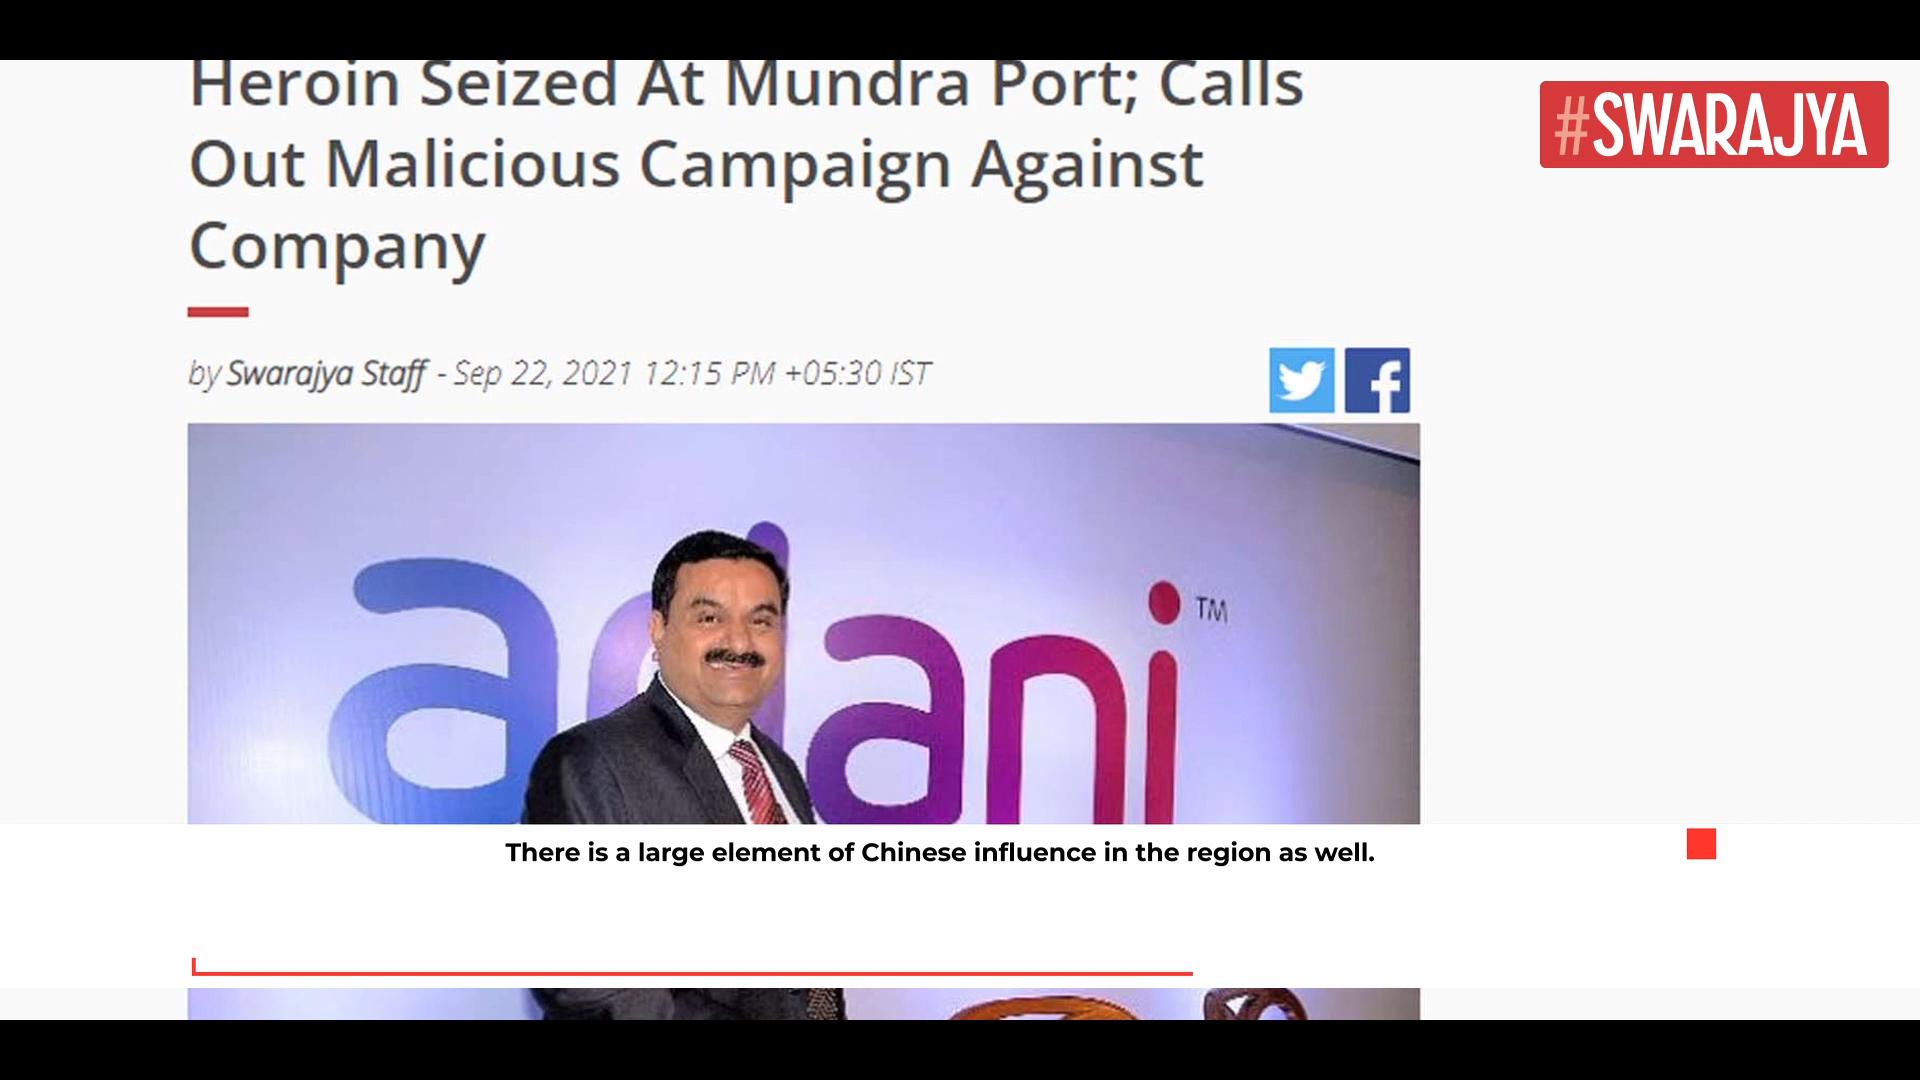 Heroin Seized At Mundra Port; Calls
Out Malicious Campaign Against
Company
#SWARAJYA
by Swarajya Staff - Sep 22, 2021 12:15 PM +05:30 IST
adani TM
There is a large element of Chinese influence in the region as well.